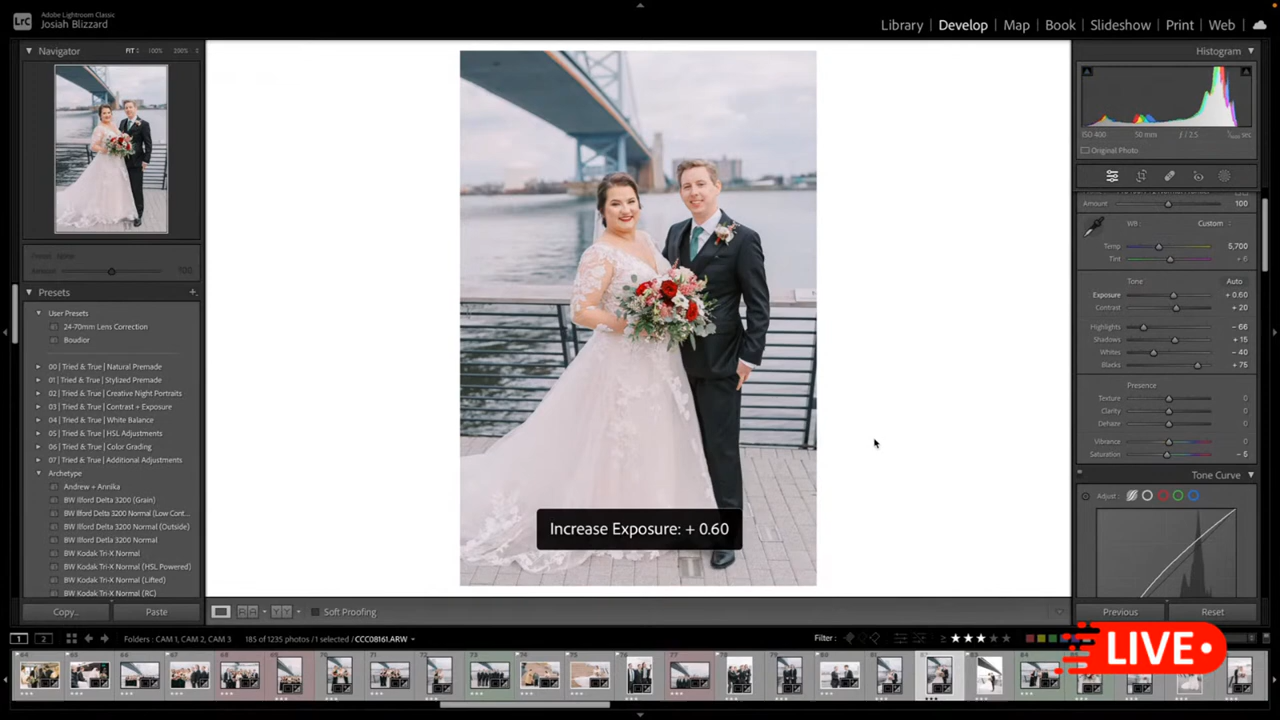 LrC
Adobe Lightroom Classic
Josiah Blizzard
Library | Develop | Map | Book | Slideshow | Print | Web
Navigator
FIT
100%
200%
Preset None
Amount
100
Presets
User Presets
24-70mm Lens Correction
Boudior
00 | Tried & True | Natural Premade
01 | Tried & True | Stylized Premade
02 | Tried & True | Creative Night Portraits
03 | Tried & True | Contrast + Exposure
04 | Tried & True | White Balance
05 | Tried & True | HSL Adjustments
06 | Tried & True | Color Grading
07 | Tried & True | Additional Adjustments
Archetype
Andrew + Annika
BW Ilford Delta 3200 (Grain)
BW Ilford Delta 3200 (Low Cont...
BW Ilford Delta 3200 Normal (Outside)
BW Ilford Delta 3200 Normal
BW Kodak Tri-X Normal
BW Kodak Tri-X Normal (HSL Powered)
BW Kodak Tri-X Normal (Lifted)
BW Kodak Tri-X Normal (RC)
Copy...
Paste
Increase Exposure: + 0.60
Soft Proofing
Histogram
ISO 400
50 mm
ƒ / 2.5
sec
Original Photo
Amount
100
WB:
Custom
Temp
5,700
Tint
+ 6
Tone
Auto
Exposure
+ 0.60
Contrast
+ 20
Highlights
− 66
Shadows
+ 15
Whites
− 40
Blacks
+ 75
Presence
Texture
0
Clarity
0
Dehaze
0
Vibrance
0
Saturation
− 5
Tone Curve
Adjust :
Previous
Reset
1
2
Folders : CAM 1, CAM 2, CAM 3
185 of 1235 photos / 1 selected / CCC08161.ARW
Filter :
LIVE